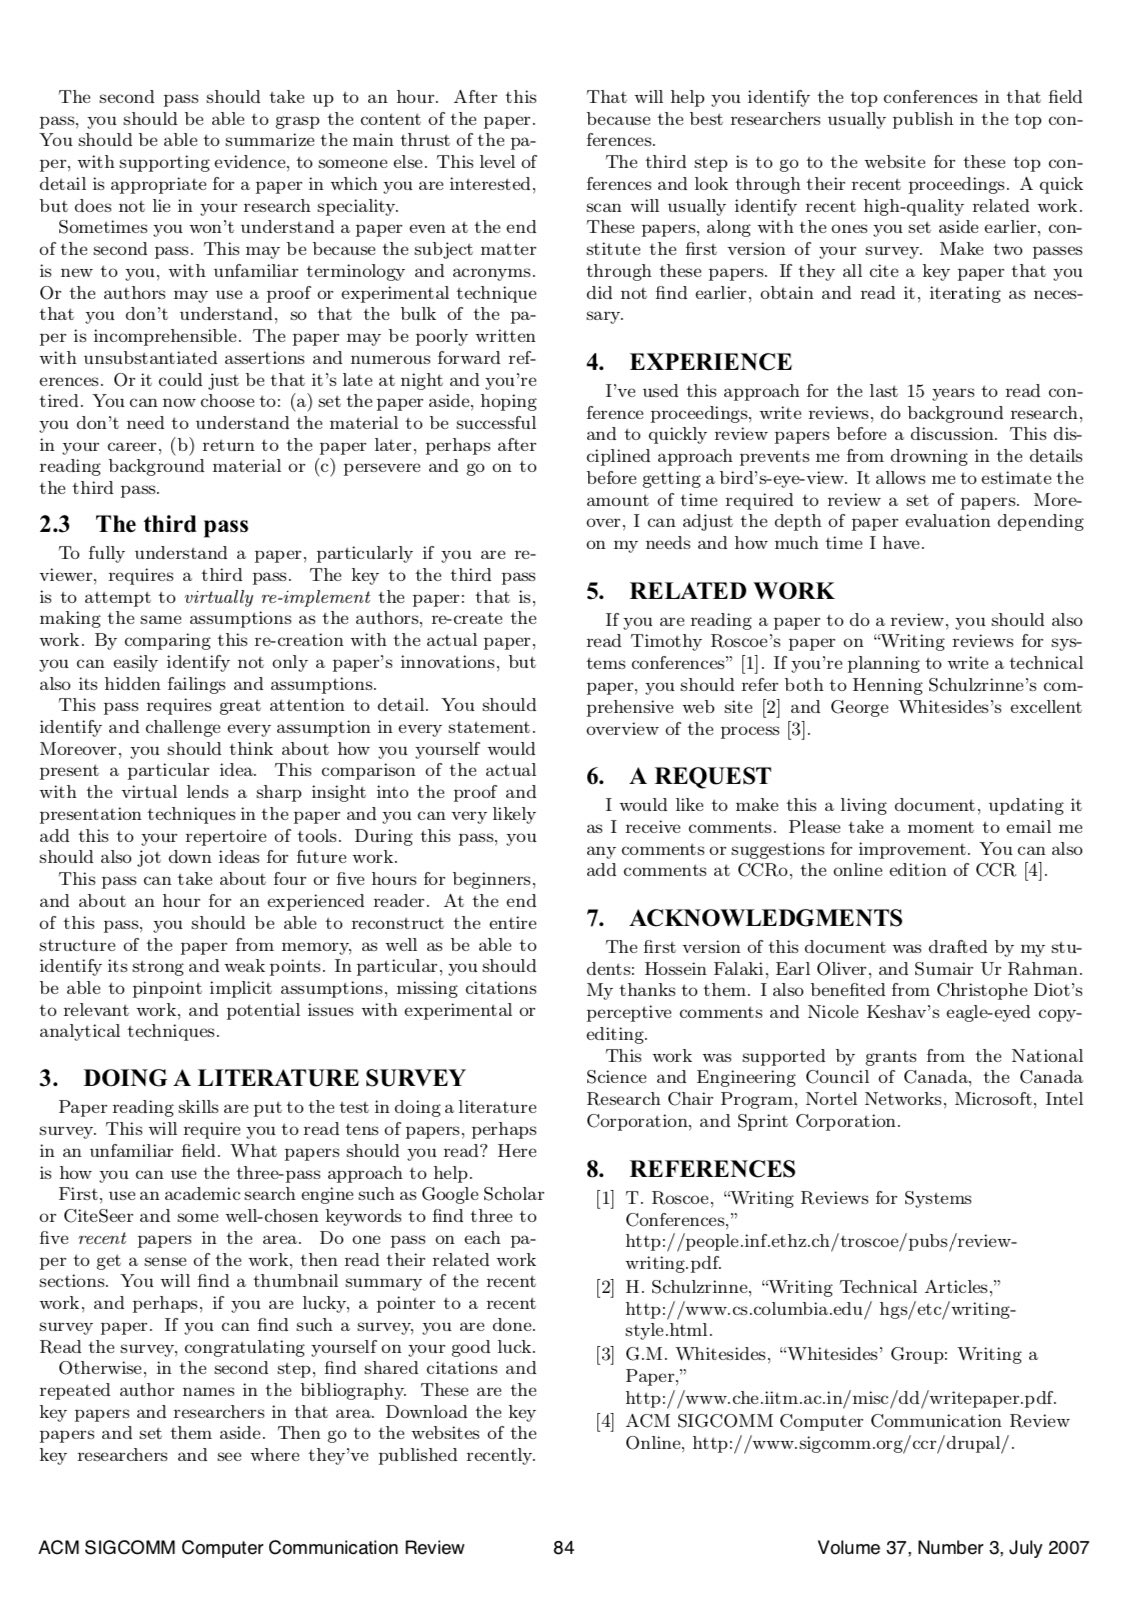 The second pass should take up to an hour. After this
pass, you should be able to grasp the content of the paper.
You should be able to summarize the main thrust of the pa-
per, with supporting evidence, to someone else. This level of
detail is appropriate for a paper in which you are interested,
but does not lie in your research speciality.
Sometimes you won't understand a paper even at the end
of the second pass. This may be because the subject matter
is new to you, with unfamiliar terminology and acronyms.
Or the authors may use a proof or experimental technique
that you don't understand, so that the bulk of the pa-
per is incomprehensible. The paper may be poorly written
with unsubstantiated assertions and numerous forward ref-
erences. Or it could just be that it's late at night and you're
tired. You can now choose to: (a) set the paper aside, hoping
you don't need to understand the material to be successful
in your career, (b) return to the paper later, perhaps after
reading background material or (c) persevere and go on to
the third pass.
2.3 The third pass
To fully understand a paper, particularly if you are re-
viewer, requires a third pass. The key to the third pass
is to attempt to virtually re-implement the paper: that is,
making the same assumptions as the authors, re-create the
work. By comparing this re-creation with the actual paper,
you can easily identify not only a paper's innovations, but
also its hidden failings and assumptions.
This pass requires great attention to detail. You should
identify and challenge every assumption in every statement.
Moreover, you should think about how you yourself would
present a particular idea. This comparison of the actual
with the virtual lends a sharp insight into the proof and
presentation techniques in the paper and you can very likely
add this to your repertoire of tools. During this pass, you
should also jot down ideas for future work.
This pass can take about four or five hours for beginners,
and about an hour for an experienced reader. At the end
of this pass, you should be able to reconstruct the entire
structure of the paper from memory, as well as be able to
identify its strong and weak points. In particular, you should
be able to pinpoint implicit assumptions, missing citations
to relevant work, and potential issues with experimental or
analytical techniques.
3. DOING A LITERATURE SURVEY
Paper reading skills are put to the test in doing a literature
survey. This will require you to read tens of papers, perhaps
in an unfamiliar field. What papers should you read? Here
is how you can use the three-pass approach to help.
First, use an academic search engine such as Google Scholar
or CiteSeer and some well-chosen keywords to find three to
five recent papers in the area. Do one pass on each pa-
per to get a sense of the work, then read their related work
sections. You will find a thumbnail summary of the recent
work, and perhaps, if you are lucky, a pointer to a recent
survey paper. If you can find such a survey, you are done.
Read the survey, congratulating yourself on your good luck.
Otherwise, in the second step, find shared citations and
repeated author names in the bibliography. These are the
key papers and researchers in that area. Download the key
papers and set them aside. Then go to the websites of the
key researchers and see where they've published recently.
That will help you identify the top conferences in that field
because the best researchers usually publish in the top con-
ferences.
The third step is to go to the website for these top con-
ferences and look through their recent proceedings. A quick
scan will usually identify recent high-quality related work.
These papers, along with the ones you set aside earlier, con-
stitute the first version of your survey. Make two passes
through these papers. If they all cite a key paper that you
did not find earlier, obtain and read it, iterating as neces-
sary.
4. EXPERIENCE
I've used this approach for the last 15 years to read con-
ference proceedings, write reviews, do background research,
and to quickly review papers before a discussion. This dis-
ciplined approach prevents me from drowning in the details
before getting a bird's-eye-view. It allows me to estimate the
amount of time required to review a set of papers. More-
over, I can adjust the depth of paper evaluation depending
on my needs and how much time I have.
5. RELATED WORK
If you are reading a paper to do a review, you should also
read Timothy Roscoe's paper on "Writing reviews for sys-
tems conferences" [1]. If you're planning to write a technical
paper, you should refer both to Henning Schulzrinne's com-
prehensive web site [2] and George Whitesides's excellent
overview of the process [3].
6. A REQUEST
I would like to make this a living document, updating it
as I receive comments. Please take a moment to email me
any comments or suggestions for improvement. You can also
add comments at CCRo, the online edition of CCR [4].
7. ACKNOWLEDGMENTS
The first version of this document was drafted by my stu-
dents: Hossein Falaki, Earl Oliver, and Sumair Ur Rahman.
My thanks to them. I also benefited from Christophe Diot's
perceptive comments and Nicole Keshav's eagle-eyed copy-
editing.
This work was supported by grants from the National
Science and Engineering Council of Canada, the Canada
Research Chair Program, Nortel Networks, Microsoft, Intel
Corporation, and Sprint Corporation.
8. REFERENCES
[1] T. Roscoe, "Writing Reviews for Systems
Conferences,"
http://people.inf.ethz.ch/troscoe/pubs/review-
writing.pdf.
[2] H. Schulzrinne, "Writing Technical Articles,"
http://www.cs.columbia.edu/ hgs/etc/writing-
style.html.
[3] G.M. Whitesides, "Whitesides' Group: Writing a
Paper,"
http://www.che.iitm.ac.in/misc/dd/writepaper.pdf.
[4] ACM SIGCOMM Computer Communication Review
Online, http://www.sigcomm.org/ccr/drupal/.
ACM SIGCOMM Computer Communication Review 84 Volume 37, Number 3, July 2007